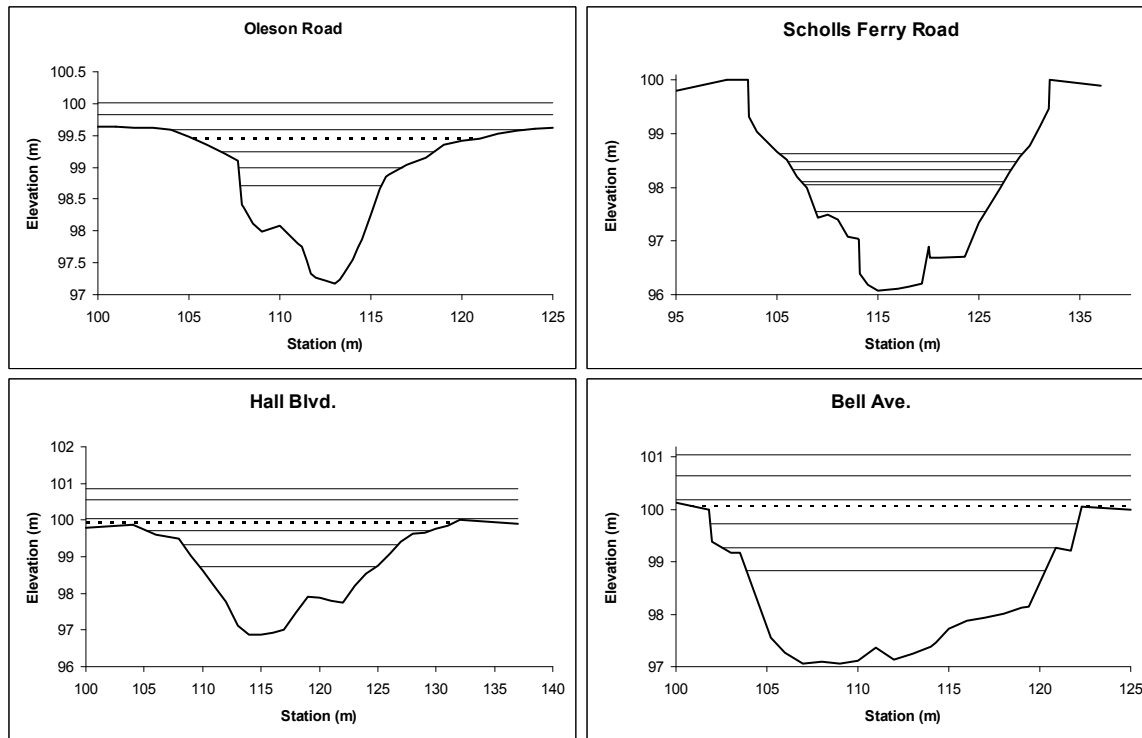 Oleson Road
100.5
100
99.5
99
98.5
98
97.5
97
Elevation (m)
100 105 110 115 120 125
Station (m)
Scholls Ferry Road
100
99
98
97
96
Elevation (m)
95 105 115 125 135
Station (m)
Hall Blvd.
102
101
100
99
98
97
96
Elevation (m)
100 105 110 115 120 125 130 135 140
Station (m)
Bell Ave.
101
100
99
98
97
Elevation (m)
100 105 110 115 120 125
Station (m)